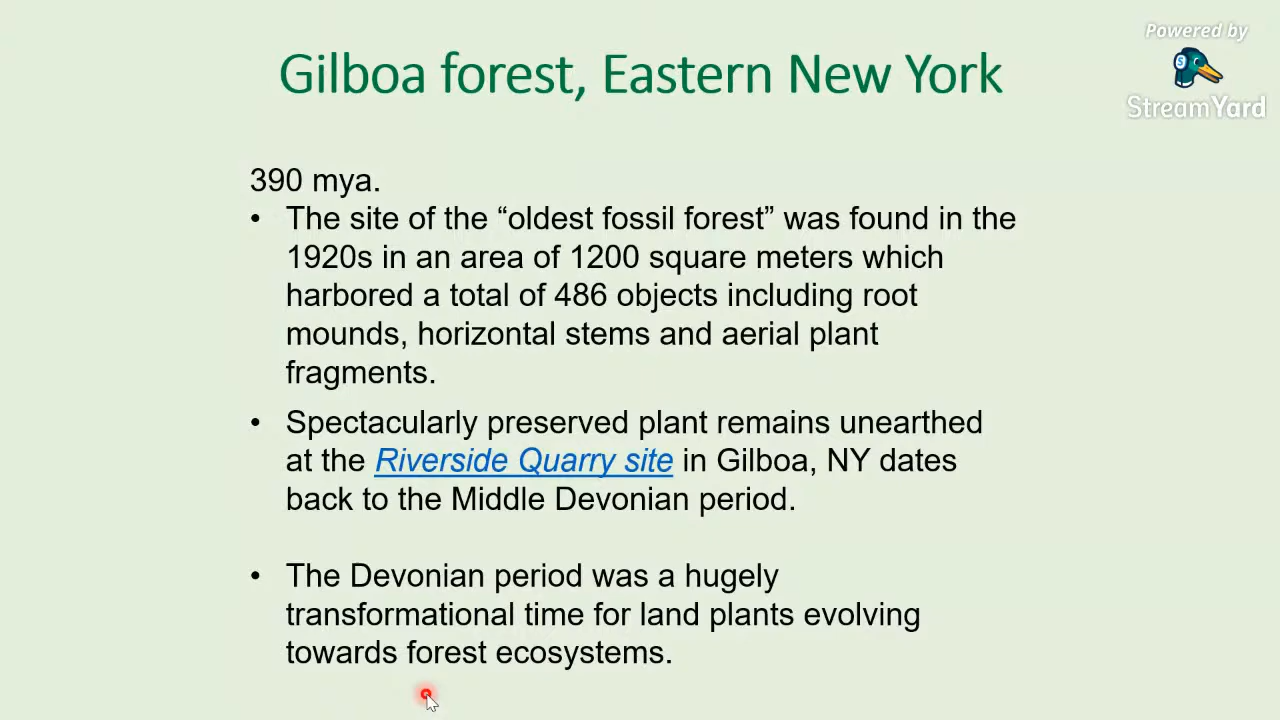 Powered by
StreamYard
Gilboa forest, Eastern New York
390 mya.
• The site of the “oldest fossil forest” was found in the
1920s in an area of 1200 square meters which
harbored a total of 486 objects including root
mounds, horizontal stems and aerial plant
fragments.
• Spectacularly preserved plant remains unearthed
at the Riverside Quarry site in Gilboa, NY dates
back to the Middle Devonian period.
• The Devonian period was a hugely
transformational time for land plants evolving
towards forest ecosystems.